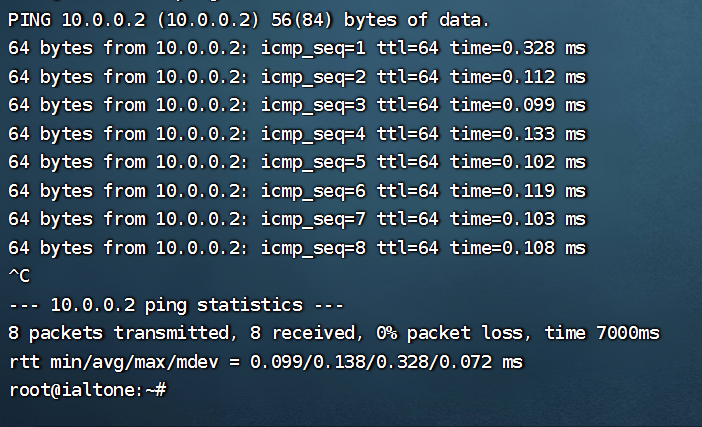 PING 10.0.0.2 (10.0.0.2) 56(84) bytes of data.
64 bytes from 10.0.0.2: icmp_seq=1 ttl=64 time=0.328 ms
64 bytes from 10.0.0.2: icmp_seq=2 ttl=64 time=0.112 ms
64 bytes from 10.0.0.2: icmp_seq=3 ttl=64 time=0.099 ms
64 bytes from 10.0.0.2: icmp_seq=4 ttl=64 time=0.133 ms
64 bytes from 10.0.0.2: icmp_seq=5 ttl=64 time=0.102 ms
64 bytes from 10.0.0.2: icmp_seq=6 ttl=64 time=0.119 ms
64 bytes from 10.0.0.2: icmp_seq=7 ttl=64 time=0.103 ms
64 bytes from 10.0.0.2: icmp_seq=8 ttl=64 time=0.108 ms
^C
--- 10.0.0.2 ping statistics ---
8 packets transmitted, 8 received, 0% packet loss, time 7000ms
rtt min/avg/max/mdev = 0.099/0.138/0.328/0.072 ms
root@ialtone:~#